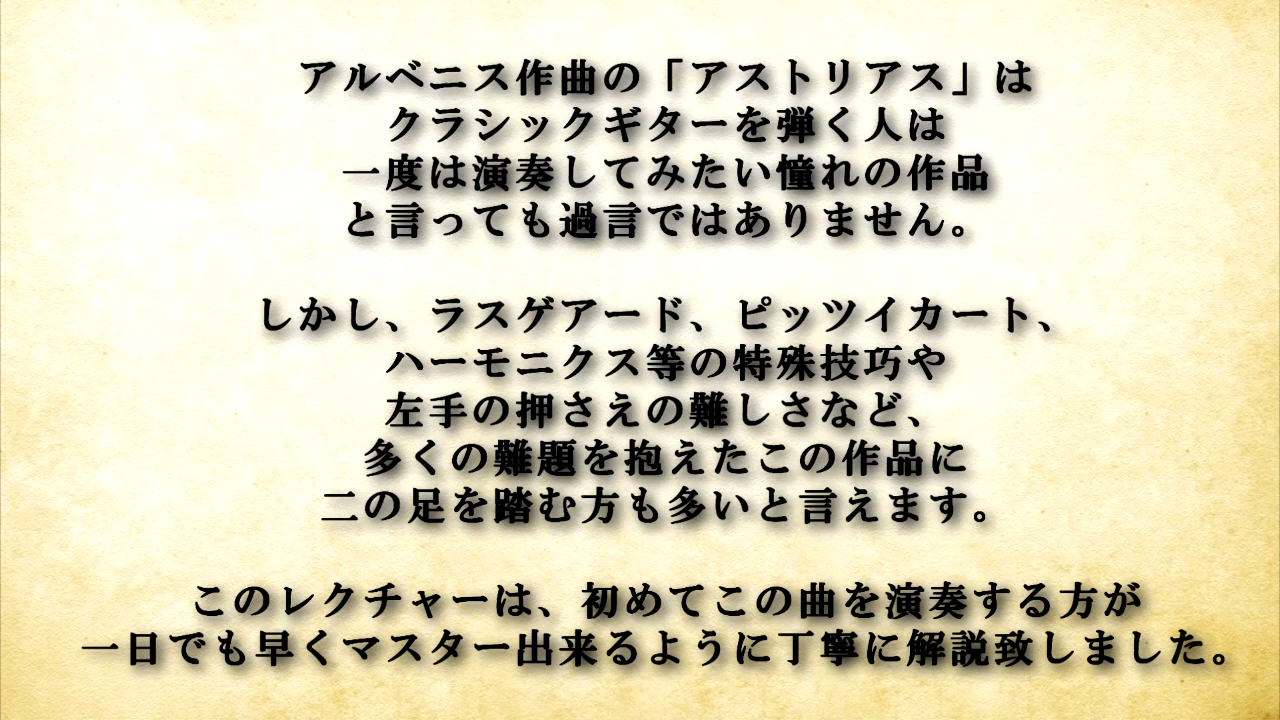 アルベニス作曲の「アストリアス」は
クラシックギターを弾く人は
一度は演奏してみたい憧れの作品
と言っても過言ではありません。
しかし、ラスゲアード、ピッツイカート、
ハーモニクス等の特殊技巧や
左手の押さえの難しさなど、
多くの難題を抱えたこの作品に
二の足を踏む方も多いと言えます。
このレクチャーは、初めてこの曲を演奏する方が
一日でも早くマスター出来るように丁寧に解説致しました。